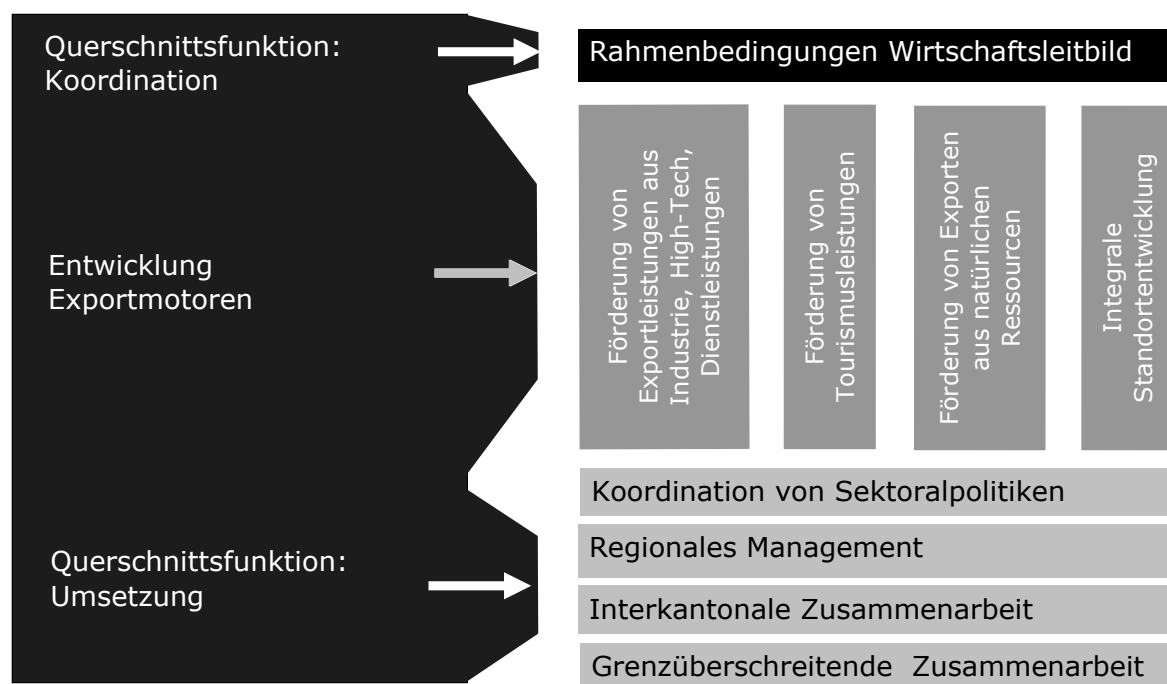 Querschnittsfunktion:
Koordination
Rahmenbedingungen Wirtschaftsleitbild
Entwicklung
Exportmotoren
Förderung von
Exportleistungen aus
Industrie, High-Tech,
Dienstleistungen
Förderung von
Tourismusleistungen
Förderung von Exporten
aus natürlichen
Ressourcen
Integrale
Standortentwicklung
Querschnittsfunktion:
Umsetzung
Koordination von Sektoralpolitiken
Regionales Management
Interkantonale Zusammenarbeit
Grenzüberschreitende  Zusammenarbeit